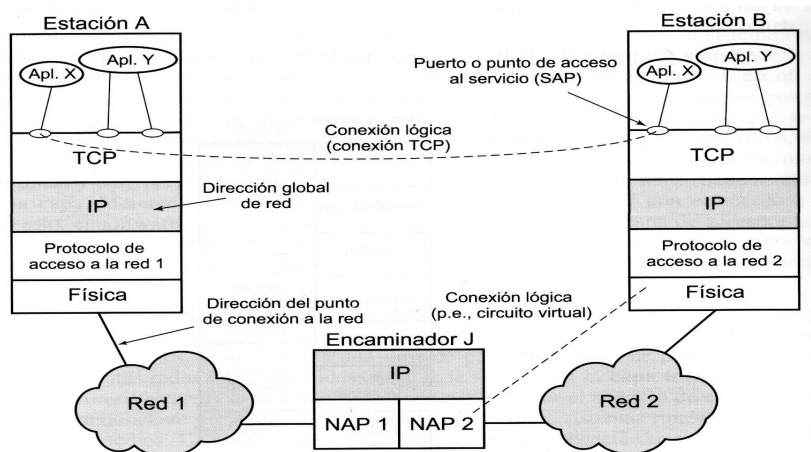 Estación A
Estación B
Apl. X
Apl. Y
Puerto o punto de acceso
al servicio (SAP)
Apl. X
Apl. Y
Conexión lógica
(conexión TCP)
TCP
TCP
Dirección global
de red
IP
IP
Protocolo de
acceso a la red 1
Protocolo de
acceso a la red 2
Física
Física
Dirección del punto
de conexión a la red
Conexión lógica
(p.e., circuito virtual)
Encaminador J
IP
Red 1
NAP 1
NAP 2
Red 2